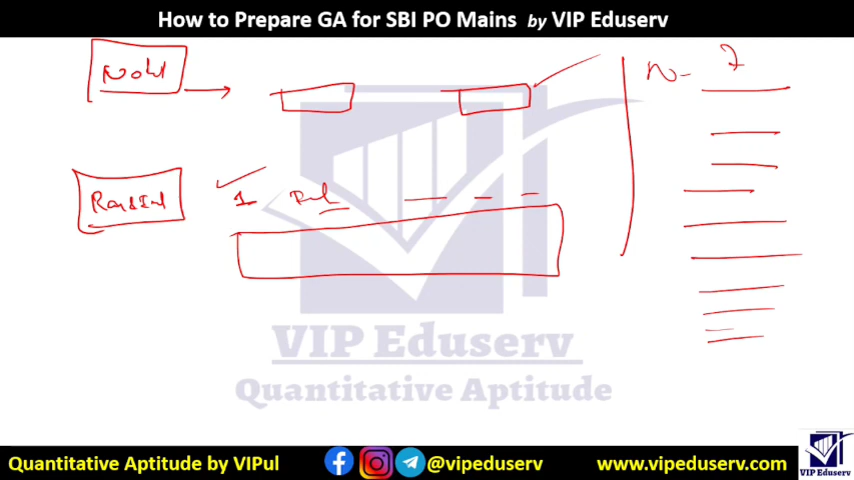 How to Prepare GA for SBI PO Mains by VIP Eduserv
N-
VIP Eduserv
Quantitative Aptitude
Quantitative Aptitude by VIPul
@vipeduserv
www.vipeduserv.com
VIP Eduserv